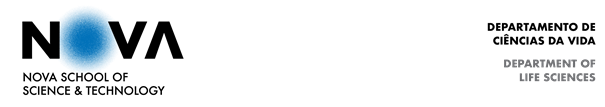 NOVA
NOVA SCHOOL OF
SCIENCE & TECHNOLOGY
DEPARTAMENTO DE
CIÊNCIAS DA VIDA
DEPARTMENT OF
LIFE SCIENCES